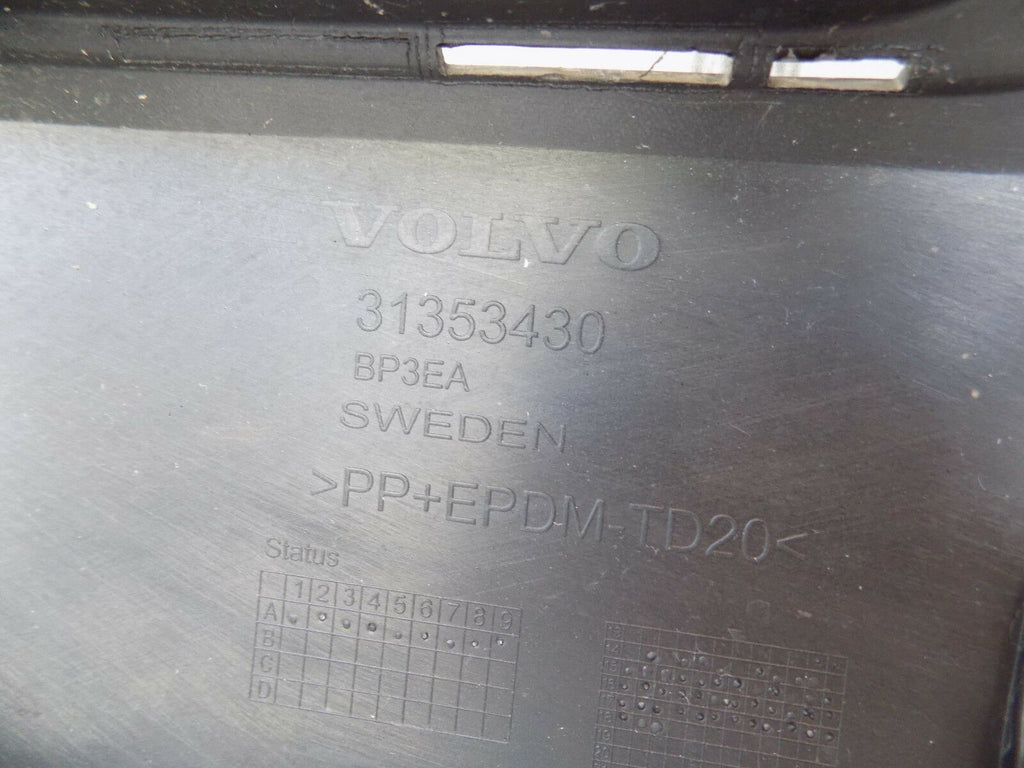 VOLVO
31353430
BP3EA
SWEDEN
>PP+EPDM-TD20<
Status
1 2 3 4 5 6 7 8 9
A
B
C
D